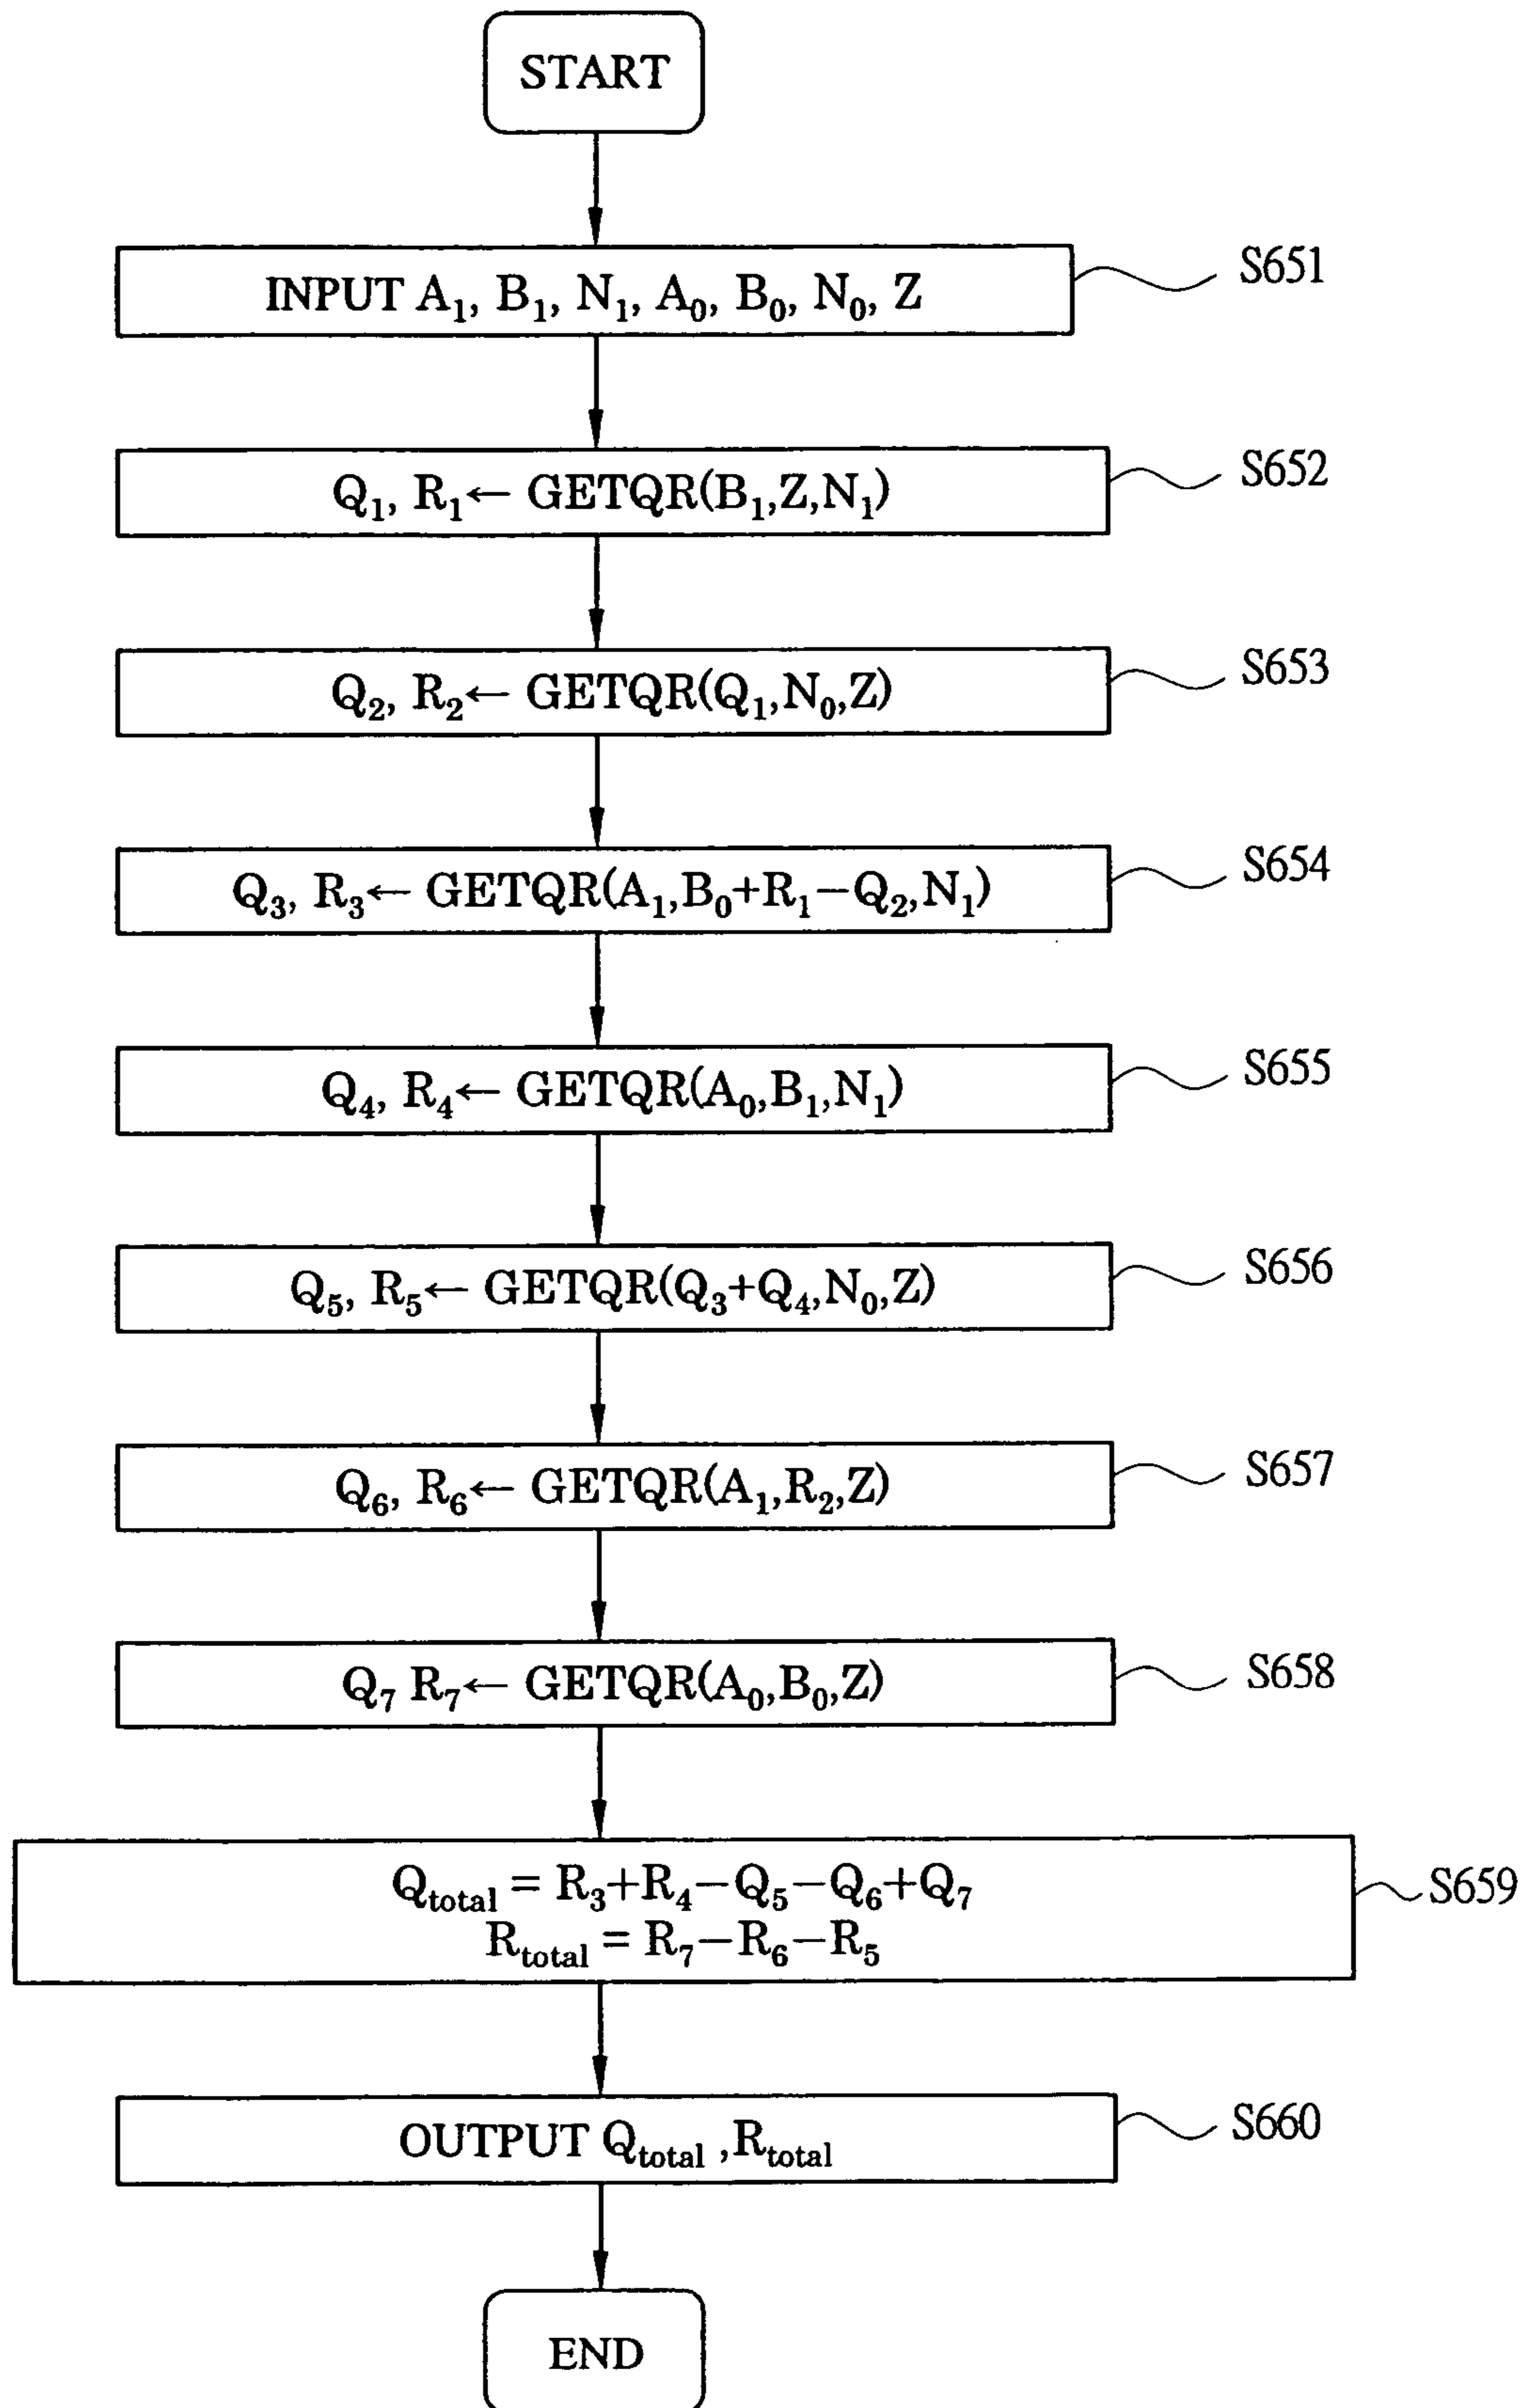 START
INPUT A₁, B₁, N₁, A₀, B₀, N₀, Z
S651
Q₁, R₁← GETQR(B₁,Z,N₁)
S652
Q₂, R₂← GETQR(Q₁,N₀,Z)
S653
Q₃, R₃← GETQR(A₁,B₀+R₁−Q₂,N₁)
S654
Q₄, R₄← GETQR(A₀,B₁,N₁)
S655
Q₅, R₅← GETQR(Q₃+Q₄,N₀,Z)
S656
Q₆, R₆← GETQR(A₁,R₂,Z)
S657
Q₇ R₇← GETQR(A₀,B₀,Z)
S658
Qtotal = R₃+R₄−Q₅−Q₆+Q₇
Rtotal = R₇−R₆−R₅
S659
OUTPUT Qtotal ,Rtotal
S660
END